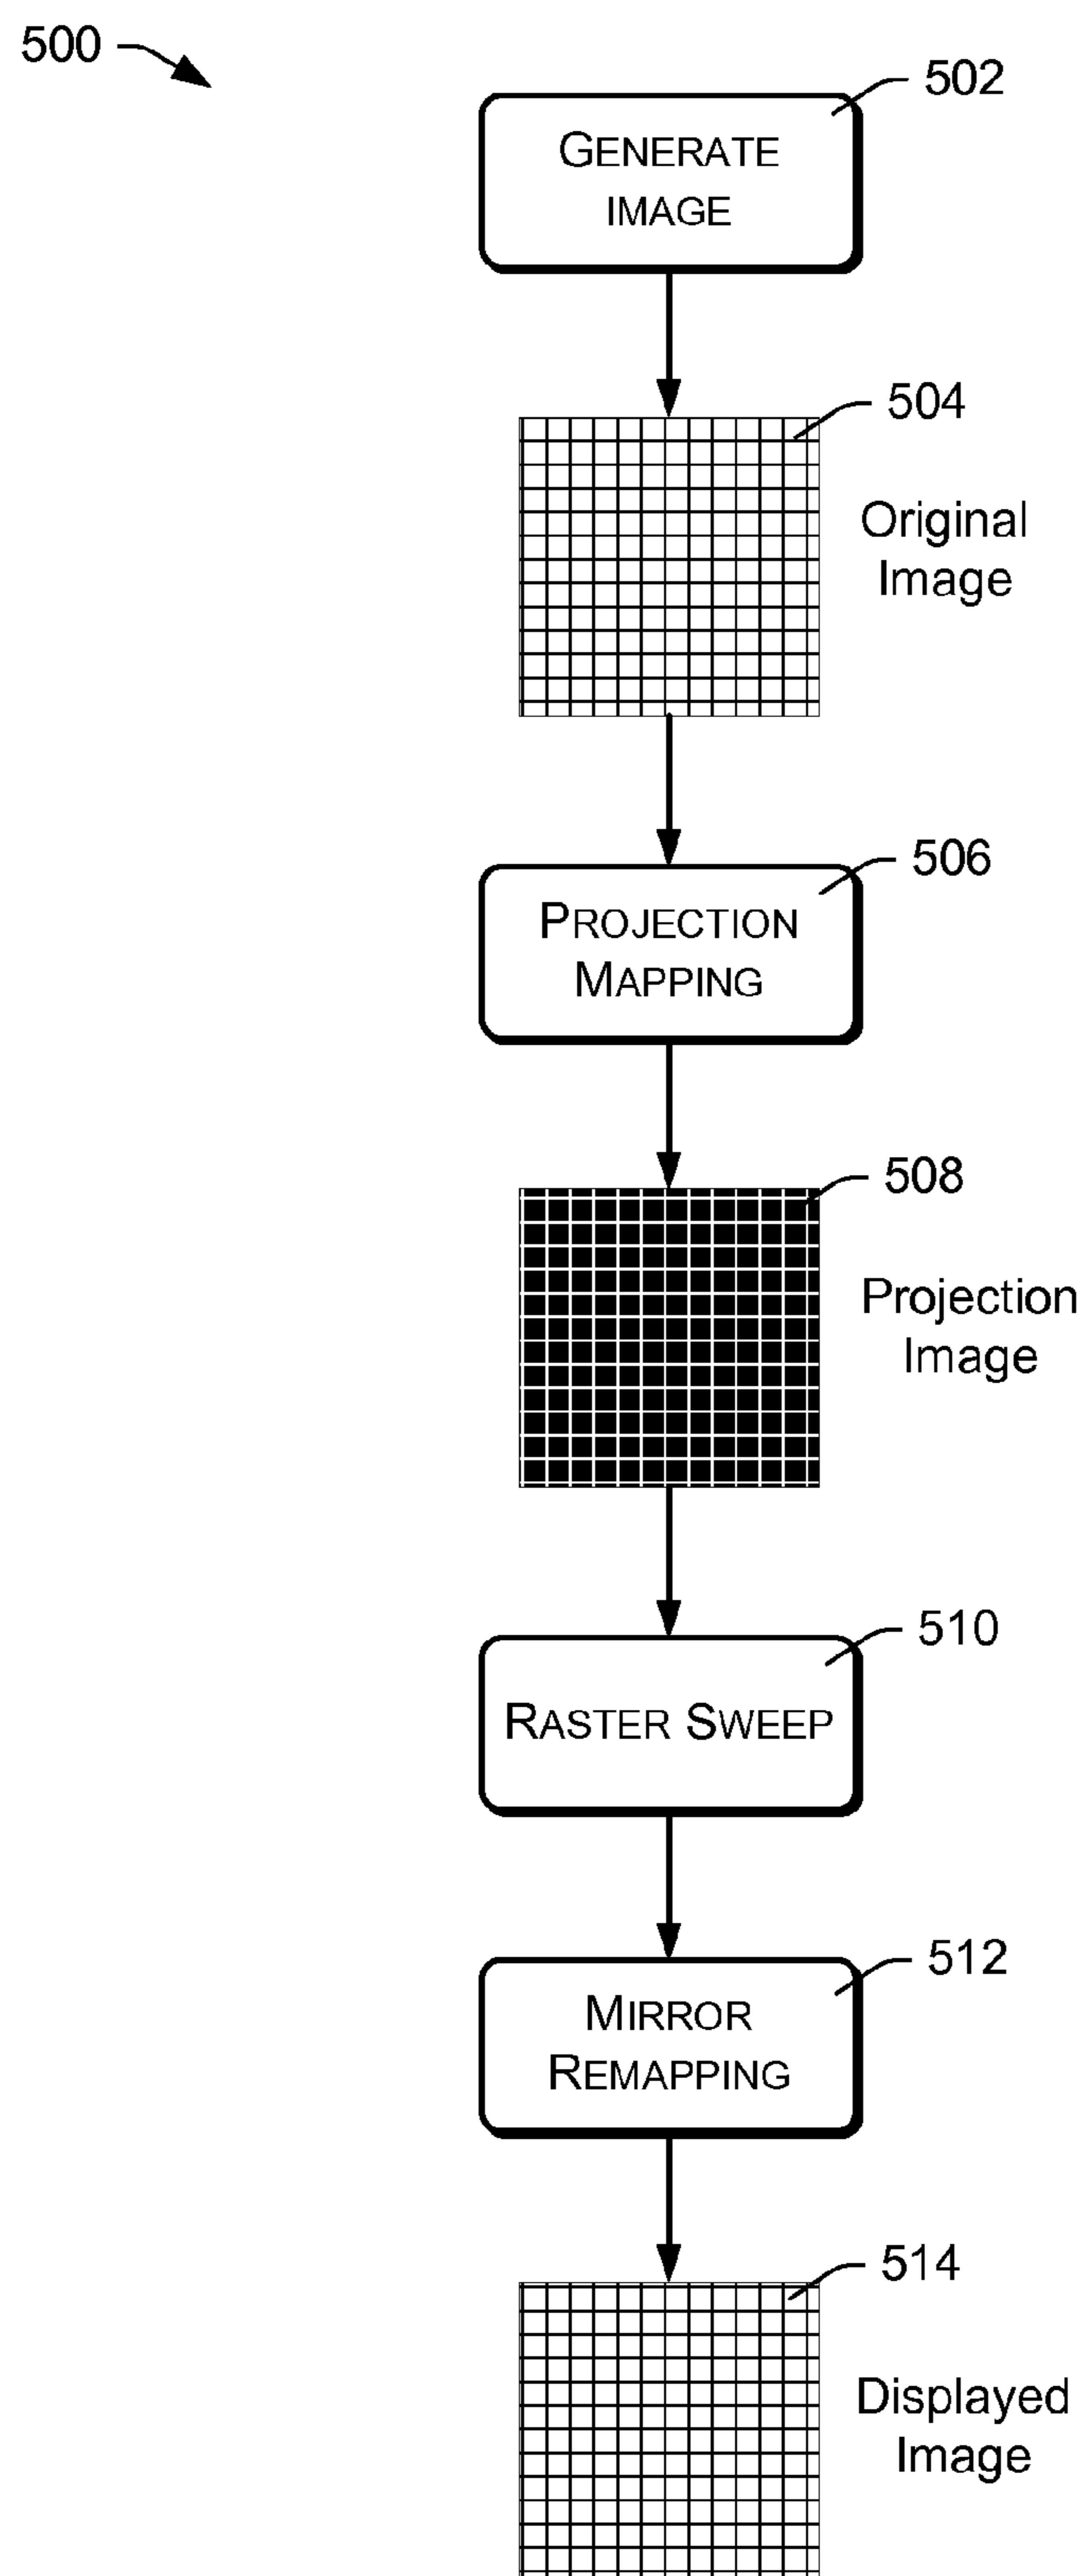 500
502
GENERATE
IMAGE
504
Original
Image
506
PROJECTION
MAPPING
508
Projection
Image
510
RASTER SWEEP
512
MIRROR
REMAPPING
514
Displayed
Image